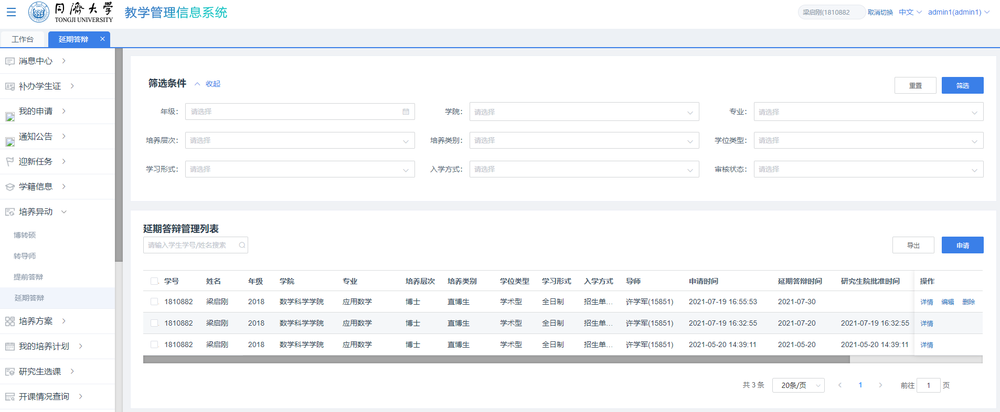 同濟大学
TONGJI UNIVERSITY
教学管理信息系统
梁启刚(1810882
取消切换
中文
admin1(admin1)
工作台
延期答辩 ×
消息中心
补办学生证
我的申请
通知公告
迎新任务
学籍信息
培养异动
博转硕
转导师
提前答辩
延期答辩
培养方案
我的培养计划
研究生选课
开课情况查询
筛选条件 收起
重置 筛选
年级： 请选择 学院： 请选择 专业： 请选择
培养层次： 请选择 培养类别： 请选择 学位类型： 请选择
学习形式： 请选择 入学方式： 请选择 审核状态： 请选择
延期答辩管理列表
请输入学生学号/姓名搜索
导出 申请
学号 姓名 年级 学院 专业 培养层次 培养类别 学位类型 学习形式 入学方式 导师 申请时间 延期答辩时间 研究生院批准时间 操作
1810882 梁启刚 2018 数学科学学院 应用数学 博士 直博生 学术型 全日制 招生单... 许学军(15851) 2021-07-19 16:55:53 2021-07-30 详情 编辑 删除
1810882 梁启刚 2018 数学科学学院 应用数学 博士 直博生 学术型 全日制 招生单... 许学军(15851) 2021-07-19 16:32:55 2021-07-20 2021-07-19 16:32:55 详情
1810882 梁启刚 2018 数学科学学院 应用数学 博士 直博生 学术型 全日制 招生单... 许学军(15851) 2021-05-20 14:39:11 2021-05-20 2021-05-20 14:39:11 详情
共 3 条 20条/页 1 前往 1 页